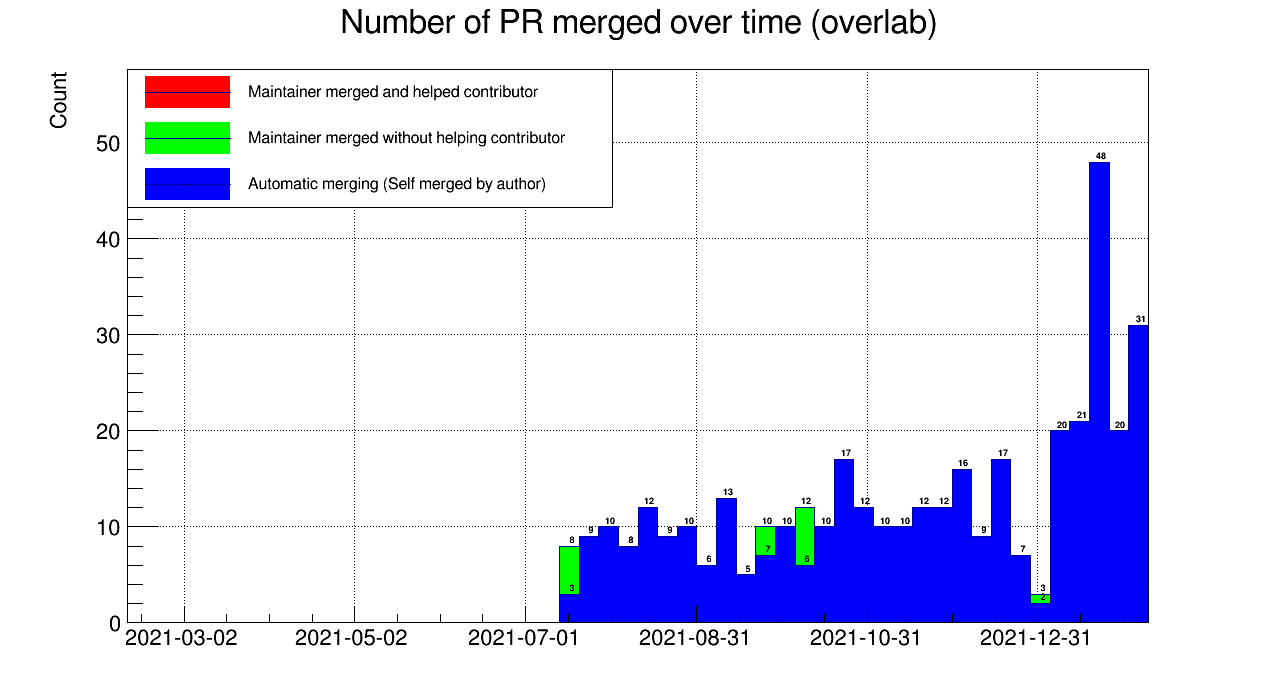 Number of PR merged over time (overlab)
Count
Maintainer merged and helped contributor
Maintainer merged without helping contributor
Automatic merging (Self merged by author)
50
40
30
20
10
0
8 3 9 10 8 12 9 10 6 13 5 10 7 10 12 6 10 17 12 10 10 12 12 16 9 17 7 3 2 20 21 48 20 31
2021-03-02 2021-05-02 2021-07-01 2021-08-31 2021-10-31 2021-12-31